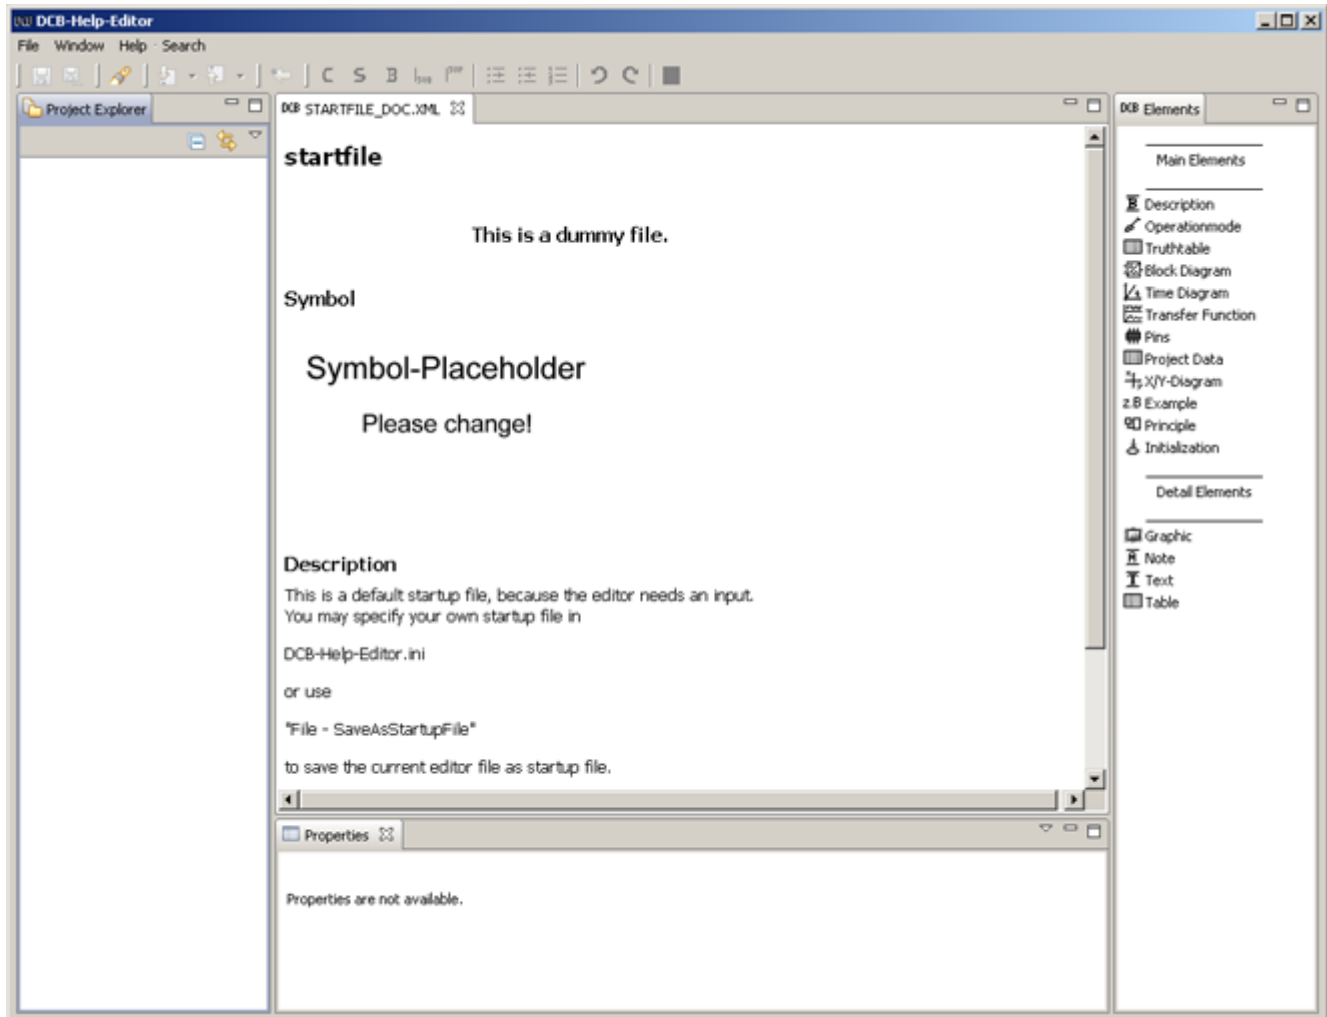 DCB-Help-Editor
File Window Help Search
C S B
Project Explorer
DCB STARTFILE_DOC.XML
startfile
This is a dummy file.
Symbol
Symbol-Placeholder
Please change!
Description
This is a default startup file, because the editor needs an input.
You may specify your own startup file in
DCB-Help-Editor.ini
or use
"File - SaveAsStartupFile"
to save the current editor file as startup file.
Properties
Properties are not available.
DCB Elements
Main Elements
Description
Operationmode
Truthtable
Block Diagram
Time Diagram
Transfer Function
Pins
Project Data
X/Y-Diagram
z.B Example
Principle
Initialization
Detail Elements
Graphic
Note
Text
Table